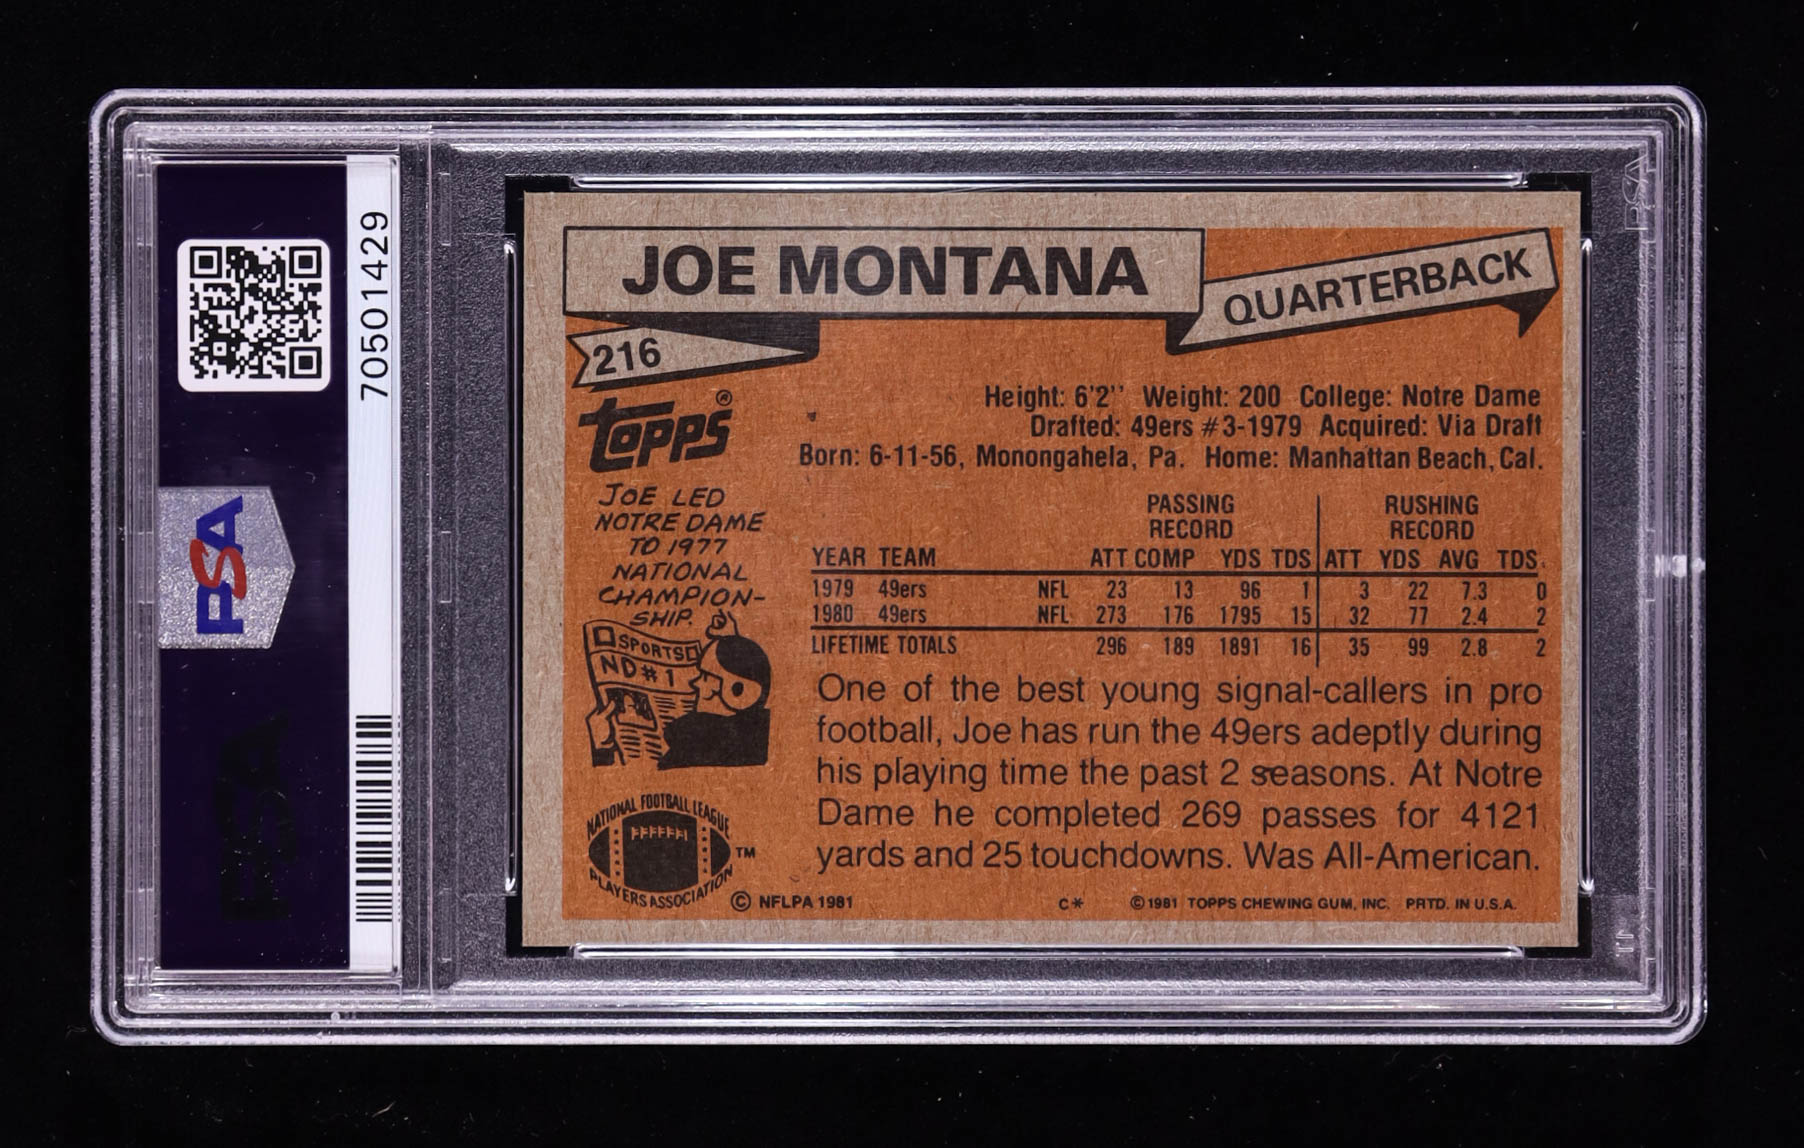 70501429
PSA
PSA
PSA
JOE MONTANA
QUARTERBACK
216
Topps®
Height: 6'2'' Weight: 200 College: Notre Dame
Drafted: 49ers #3-1979 Acquired: Via Draft
Born: 6-11-56, Monongahela, Pa. Home: Manhattan Beach, Cal.
JOE LED
NOTRE DAME
TO 1977
NATIONAL
CHAMPION-
SHIP.
SPORTS
ND #1
PASSING RECORD RUSHING RECORD
YEAR TEAM ATT COMP YDS TDS ATT YDS AVG TDS.
1979 49ers NFL 23 13 96 1 3 22 7.3 0
1980 49ers NFL 273 176 1795 15 32 77 2.4 2
LIFETIME TOTALS 296 189 1891 16 35 99 2.8 2
One of the best young signal-callers in pro
football, Joe has run the 49ers adeptly during
his playing time the past 2 seasons. At Notre
Dame he completed 269 passes for 4121
yards and 25 touchdowns. Was All-American.
NATIONAL FOOTBALL LEAGUE
PLAYERS ASSOCIATION
TM
© NFLPA 1981
C*
© 1981 TOPPS CHEWING GUM, INC. PRTD. IN U.S.A.